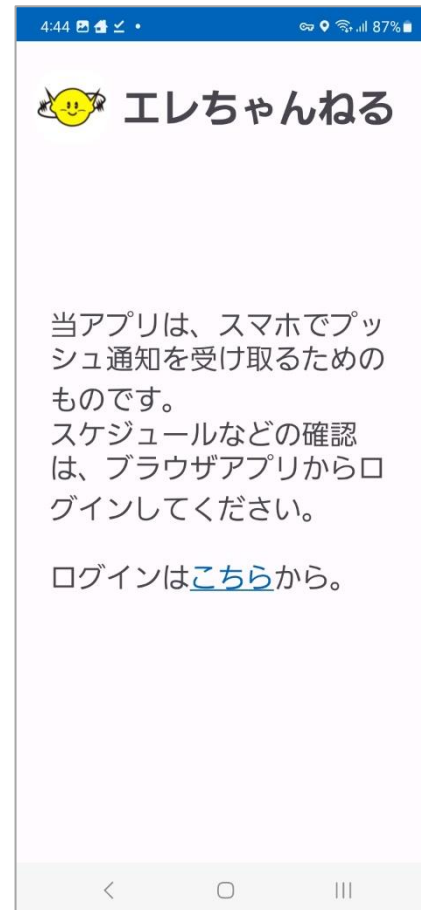 4:44 87%
エレちゃんねる
当アプリは、スマホでプッ
シュ通知を受け取るための
ものです。
スケジュールなどの確認
は、ブラウザアプリからロ
グインしてください。
ログインはこちらから。